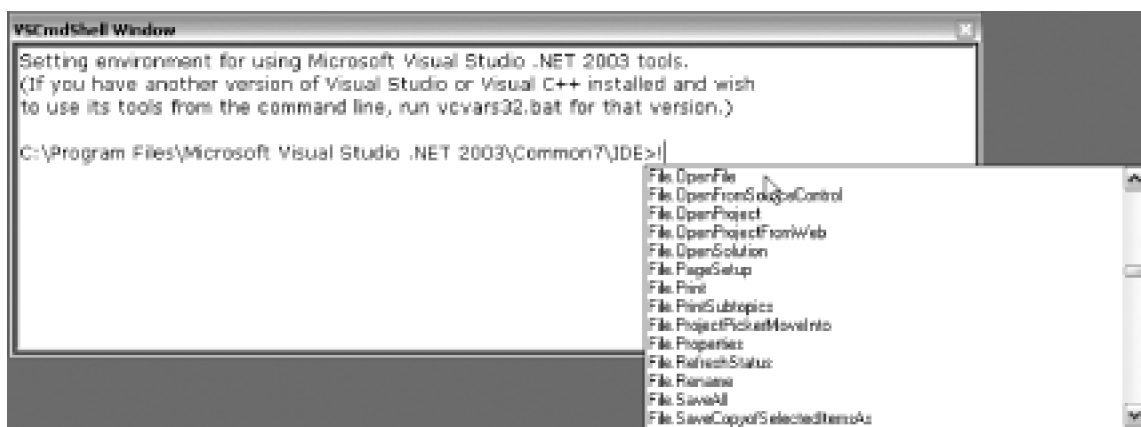 VSCmdShell Window
Setting environment for using Microsoft Visual Studio .NET 2003 tools.
(If you have another version of Visual Studio or Visual C++ installed and wish
to use its tools from the command line, run vcvars32.bat for that version.)
C:\Program Files\Microsoft Visual Studio .NET 2003\Common7\IDE>!
File.OpenFile
File.OpenFromSourceControl
File.OpenProject
File.OpenProjectFromWeb
File.OpenSolution
File.PageSetup
File.Print
File.PrintSubtopics
File.ProjectPickerMoveInto
File.Properties
File.RefreshStatus
File.Rename
File.SaveAll
File.SaveCopyofSelectedItemsAs